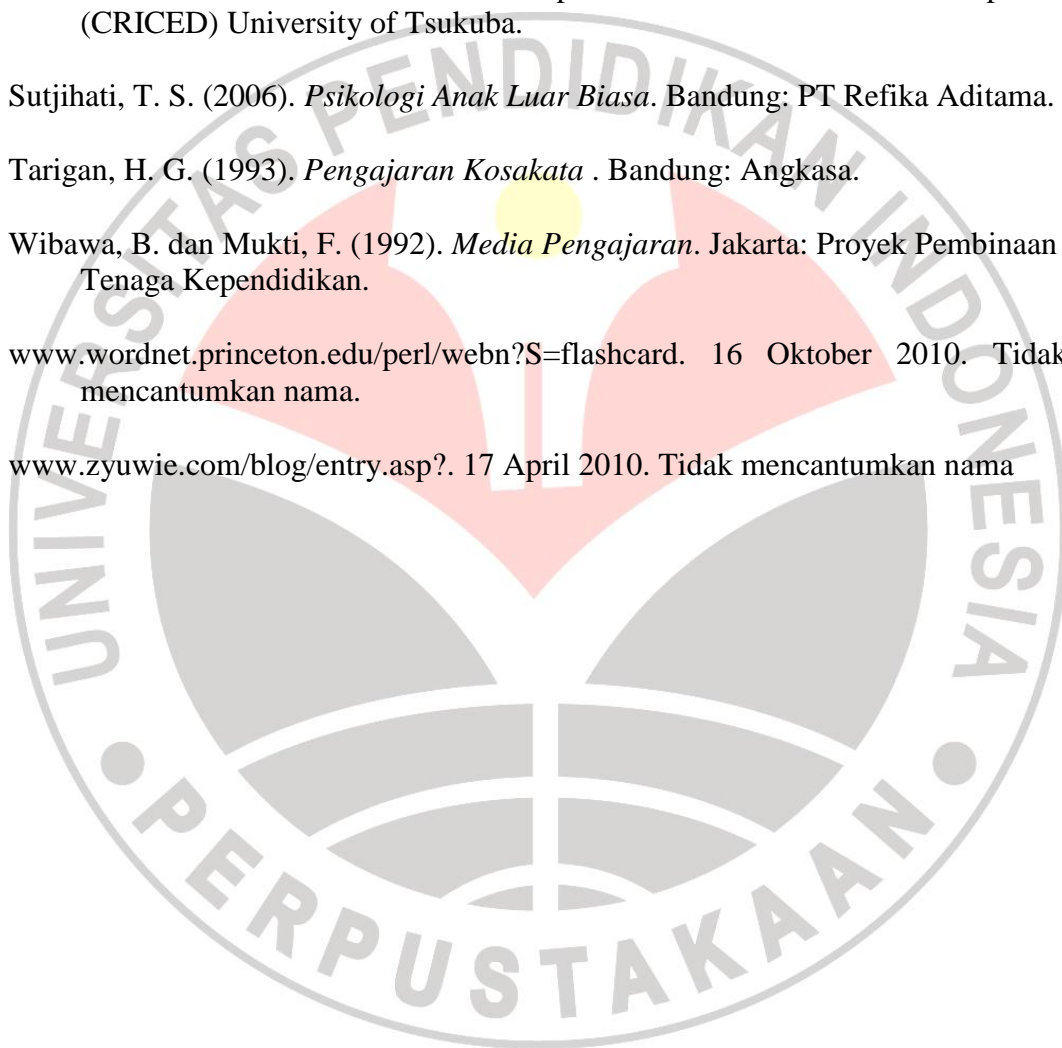 (CRICED) University of Tsukuba.
Sutjihati, T. S. (2006). Psikologi Anak Luar Biasa. Bandung: PT Refika Aditama.
Tarigan, H. G. (1993). Pengajaran Kosakata . Bandung: Angkasa.
Wibawa, B. dan Mukti, F. (1992). Media Pengajaran. Jakarta: Proyek Pembinaan
Tenaga Kependidikan.
www.wordnet.princeton.edu/perl/webn?S=flashcard. 16 Oktober 2010. Tidak
mencantumkan nama.
www.zyuwie.com/blog/entry.asp?. 17 April 2010. Tidak mencantumkan nama
UNIVERSITAS PENDIDIKAN INDONESIA
PERPUSTAKAAN